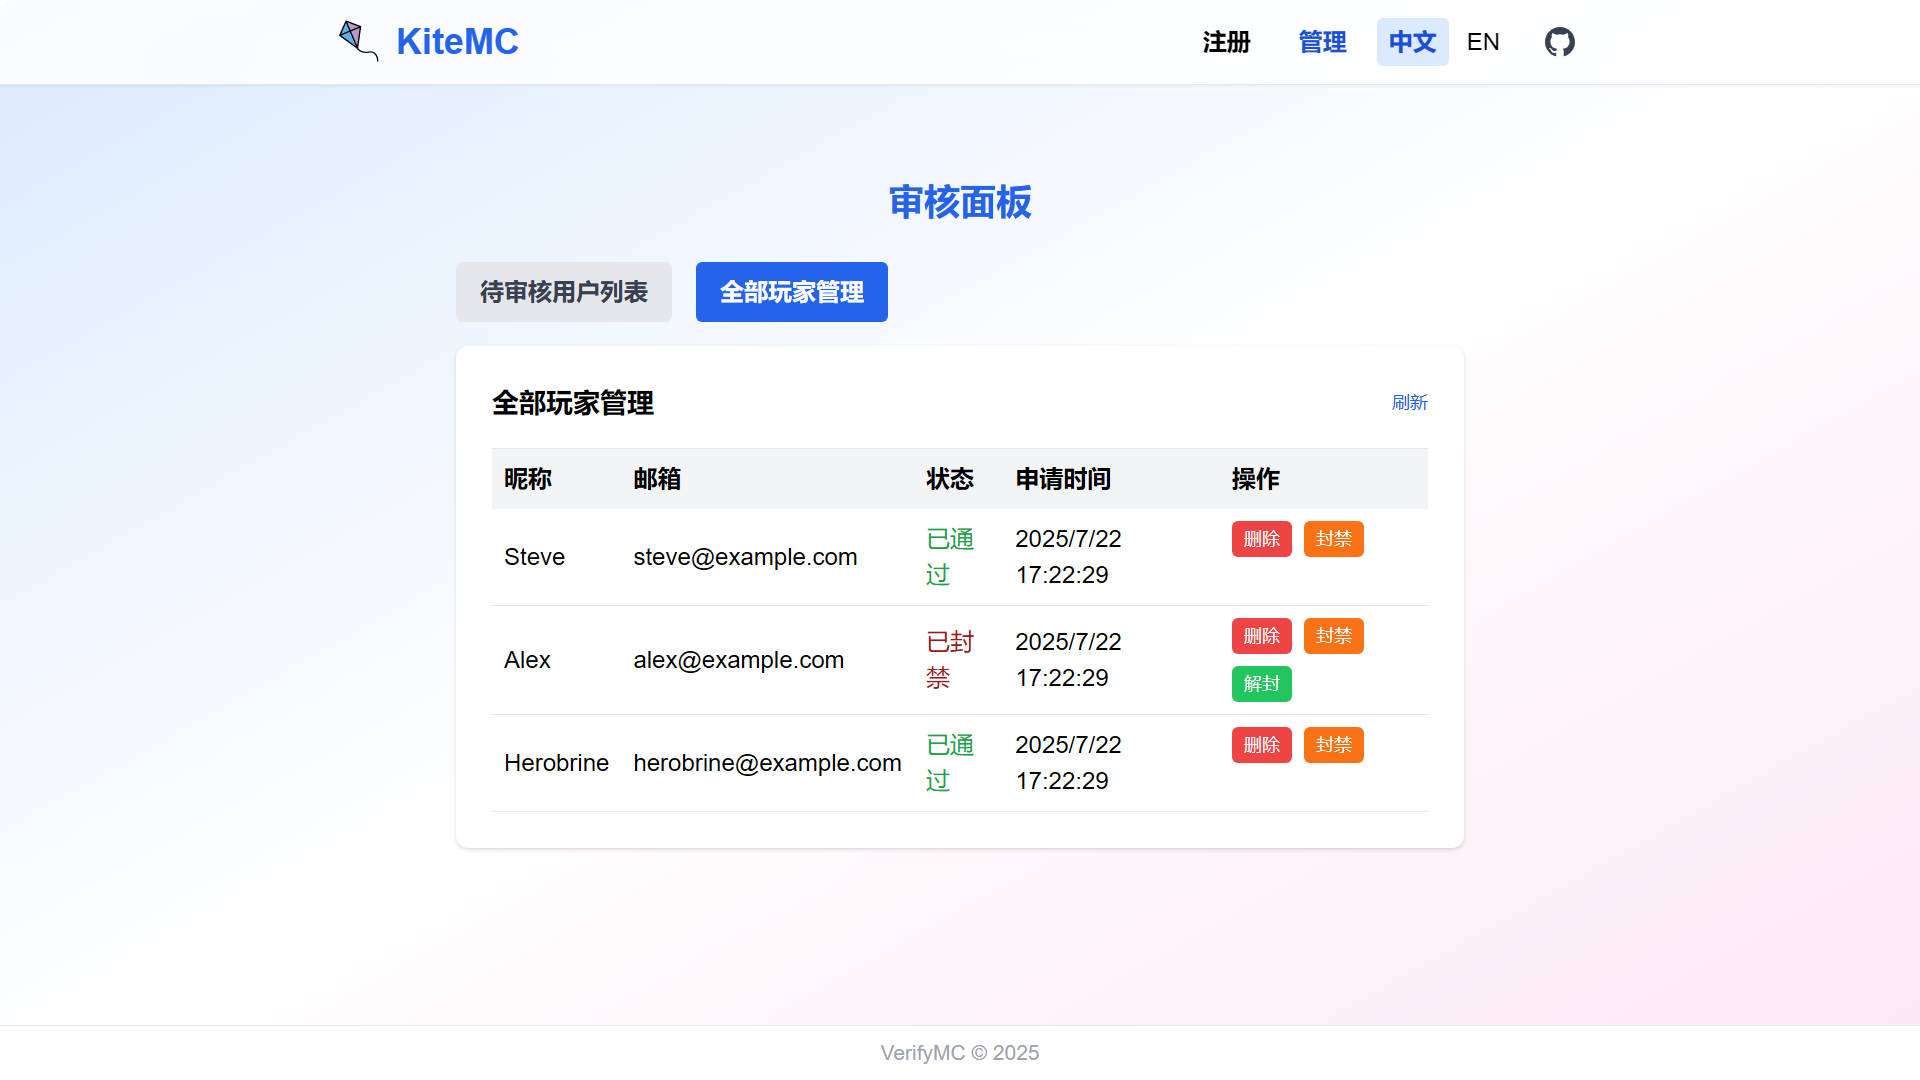 KiteMC
注册 管理 中文 EN
审核面板
待审核用户列表 全部玩家管理
全部玩家管理 刷新
昵称 邮箱 状态 申请时间 操作
Steve steve@example.com 已通过 2025/7/22 17:22:29 删除 封禁
Alex alex@example.com 已封禁 2025/7/22 17:22:29 删除 封禁 解封
Herobrine herobrine@example.com 已通过 2025/7/22 17:22:29 删除 封禁
VerifyMC © 2025